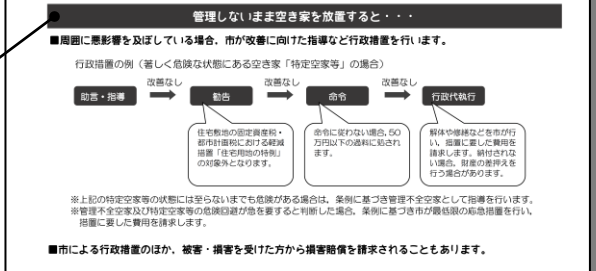 管理しないまま空き家を放置すると・・・
■周囲に悪影響を及ぼしている場合、市が改善に向けた指導など行政措置を行います。
行政措置の例（著しく危険な状態にある空き家「特定空家等」の場合）
改善なし 改善なし 改善なし
助言・指導 勧告 命令 行政代執行
住宅敷地の固定資産税・
都市計画税における軽減
措置「住宅用地の特例」
の対象外となります。
命令に従わない場合、50
万円以下の過料に処され
ます。
解体や修繕などを市が行
い、措置に要した費用を
請求します。納付されな
い場合、財産の差押えを
行う場合があります。
※上記の特定空家等の状態には至らないまでも危険がある場合は、条例に基づき管理不全空家として指導を行います。
※管理不全空家及び特定空家等の危険回避が急を要すると判断した場合、条例に基づき市が最低限の応急措置を行い、
措置に要した費用を請求します。
■市による行政措置のほか、被害・損害を受けた方から損害賠償を請求されることもあります。